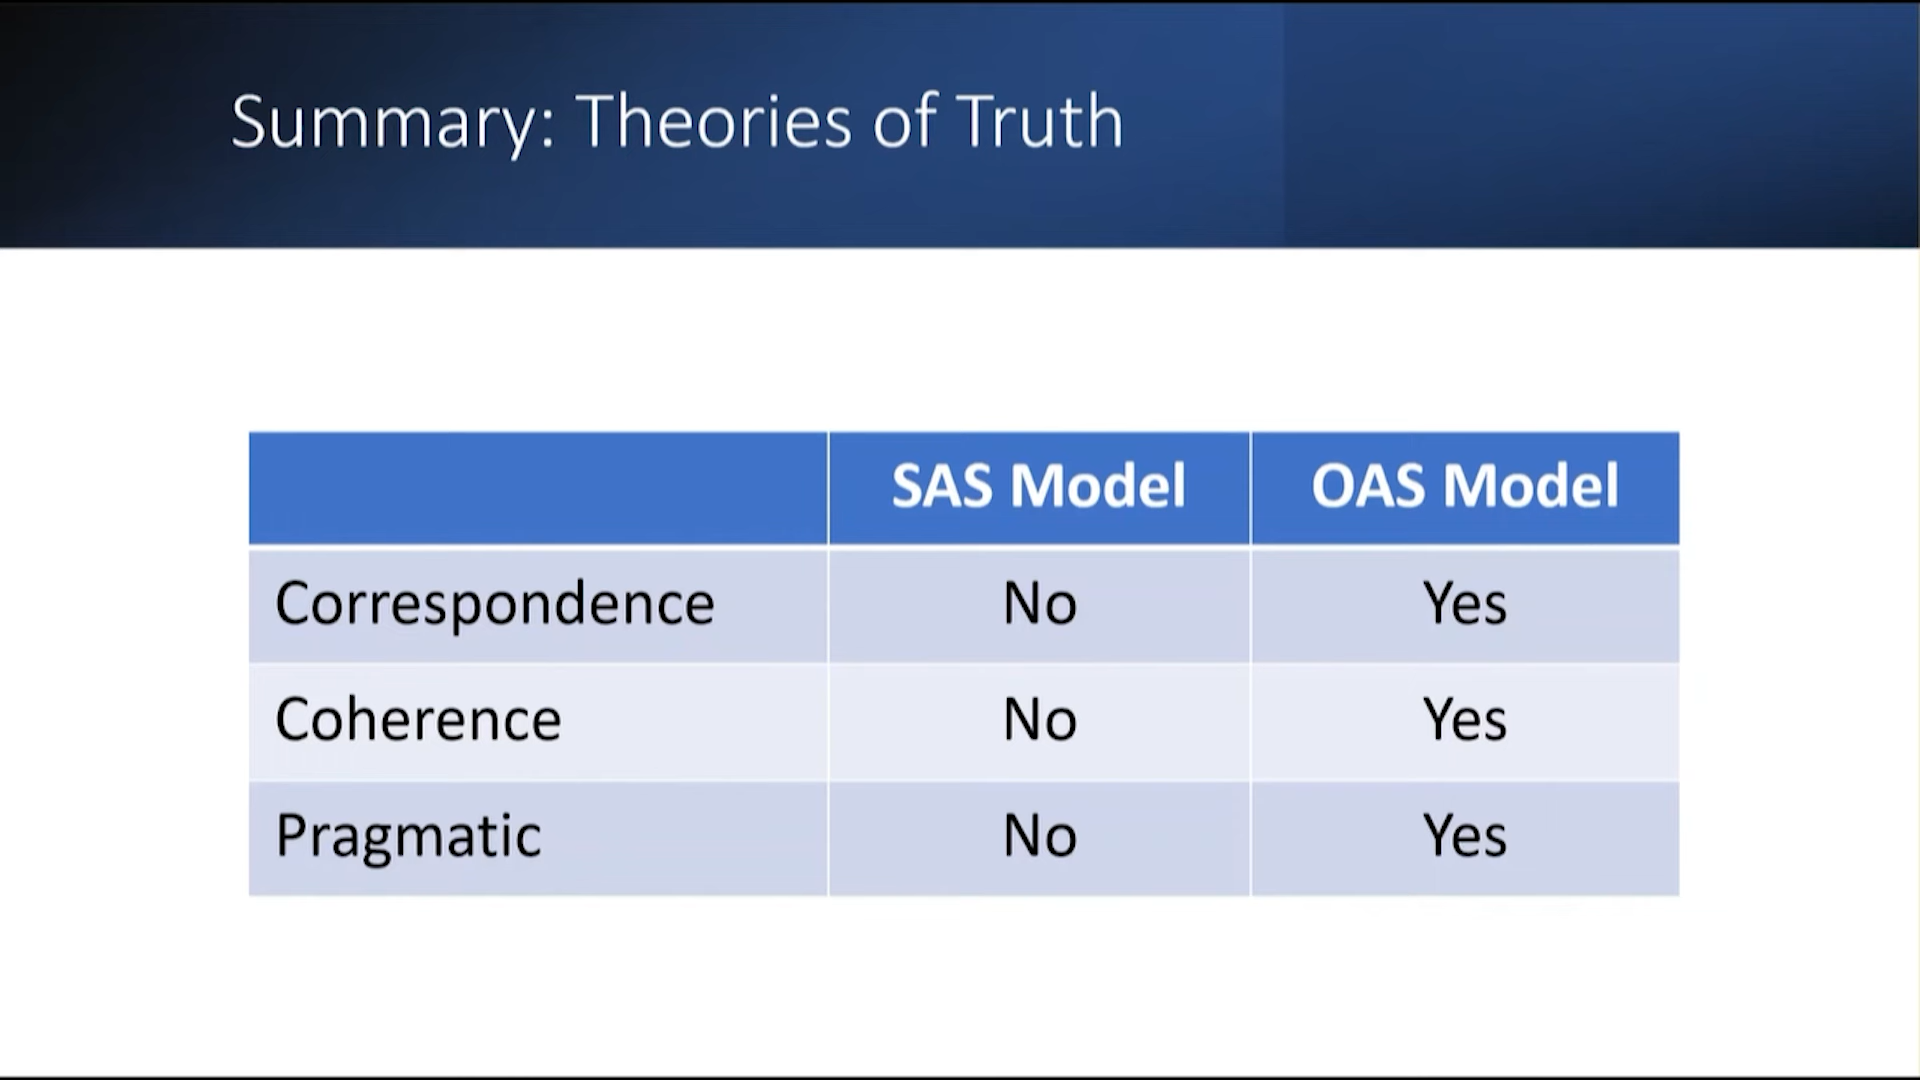 Summary: Theories of Truth
SAS Model OAS Model
Correspondence No Yes
Coherence No Yes
Pragmatic No Yes